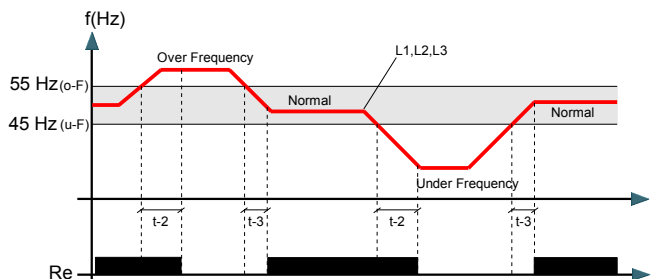 f(Hz)
Over Frequency
L1,L2,L3
55 Hz(o-F)
Normal
45 Hz(u-F)
Normal
Under Frequency
t-2
t-3
t-2
t-3
Re